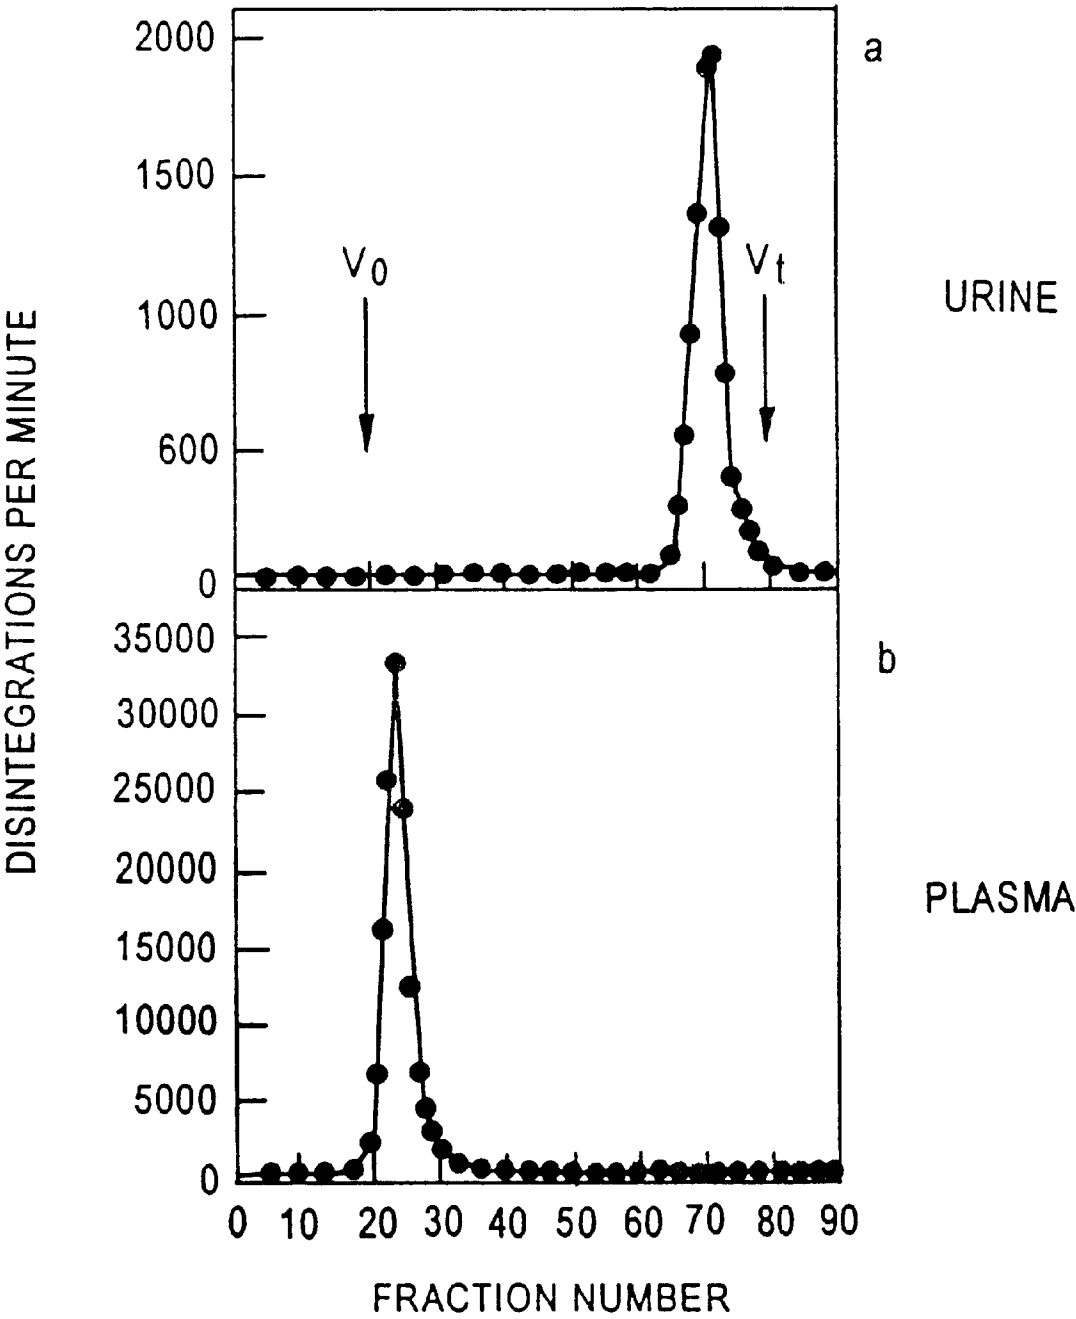 2000
a
1500
V0
Vt
1000
URINE
600
0
DISINTEGRATIONS PER MINUTE
35000
b
30000
25000
20000
PLASMA
15000
10000
5000
0
0 10 20 30 40 50 60 70 80 90
FRACTION NUMBER